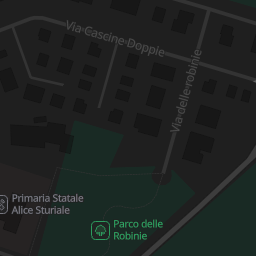 Via Cascine Doppie
Via delle robinie
Primaria Statale
Alice Sturiale
Parco delle
Robinie